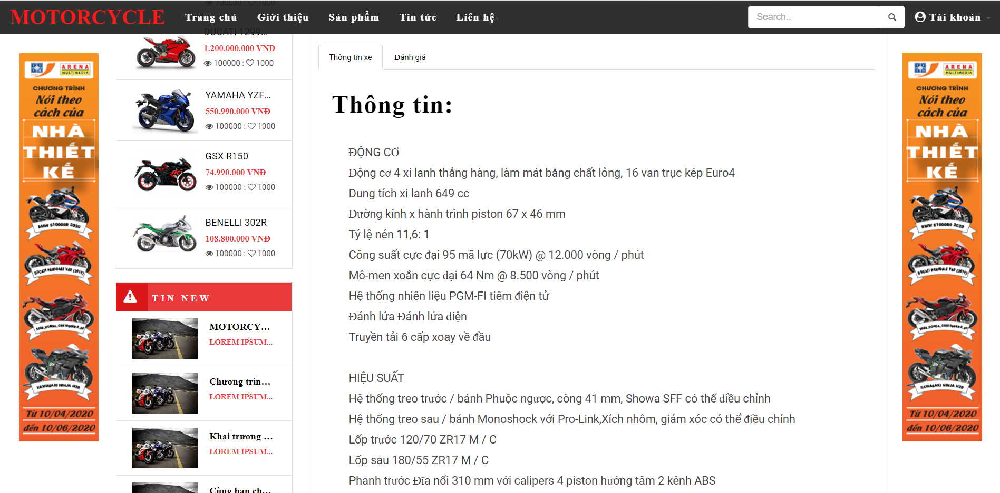 MOTORCYCLE
Trang chủ
Giới thiệu
Sản phẩm
Tin tức
Liên hệ
Search..
Tài khoản
ARENA
MULTIMEDIA
CHƯƠNG TRÌNH
Nói theo
cách của
NHÀ
THIẾT
KẾ
BMW S1000RR 2020
DUCATI PANIGALE V4R (2019)
KAWASAKI NINJA H2R
Từ 10/04/2020
đến 10/06/2020
100000 : 1000
DUCATI 1299...
1.200.000.000 VNĐ
100000 : 1000
YAMAHA YZF...
550.990.000 VNĐ
100000 : 1000
GSX R150
74.990.000 VNĐ
100000 : 1000
BENELLI 302R
108.800.000 VNĐ
100000 : 1000
TIN NEW
MOTORCY...
LOREM IPSUM...
Chương trìn...
LOREM IPSUM...
Khai trương ...
LOREM IPSUM...
Cùng bạn ch...
Thông tin xe
Đánh giá
Thông tin:
ĐỘNG CƠ
Động cơ 4 xi lanh thẳng hàng, làm mát bằng chất lỏng, 16 van trục kép Euro4
Dung tích xi lanh 649 cc
Đường kính x hành trình piston 67 x 46 mm
Tỷ lệ nén 11,6: 1
Công suất cực đại 95 mã lực (70kW) @ 12.000 vòng / phút
Mô-men xoắn cực đại 64 Nm @ 8.500 vòng / phút
Hệ thống nhiên liệu PGM-FI tiêm điện tử
Đánh lửa Đánh lửa điện
Truyền tải 6 cấp xoay về đầu
HIỆU SUẤT
Hệ thống treo trước / bánh Phuộc ngược, còng 41 mm, Showa SFF có thể điều chỉnh
Hệ thống treo sau / bánh Monoshock với Pro-Link,Xích nhôm, giảm xóc có thể điều chỉnh
Lốp trước 120/70 ZR17 M / C
Lốp sau 180/55 ZR17 M / C
Phanh trước Đĩa nổi 310 mm với calipers 4 piston hướng tâm 2 kênh ABS
ARENA
MULTIMEDIA
CHƯƠNG TRÌNH
Nói theo
cách của
NHÀ
THIẾT
KẾ
BMW S1000RR 2020
DUCATI PANIGALE V4R (2019)
KAWASAKI NINJA H2R
Từ 10/04/2020
đến 10/06/2020